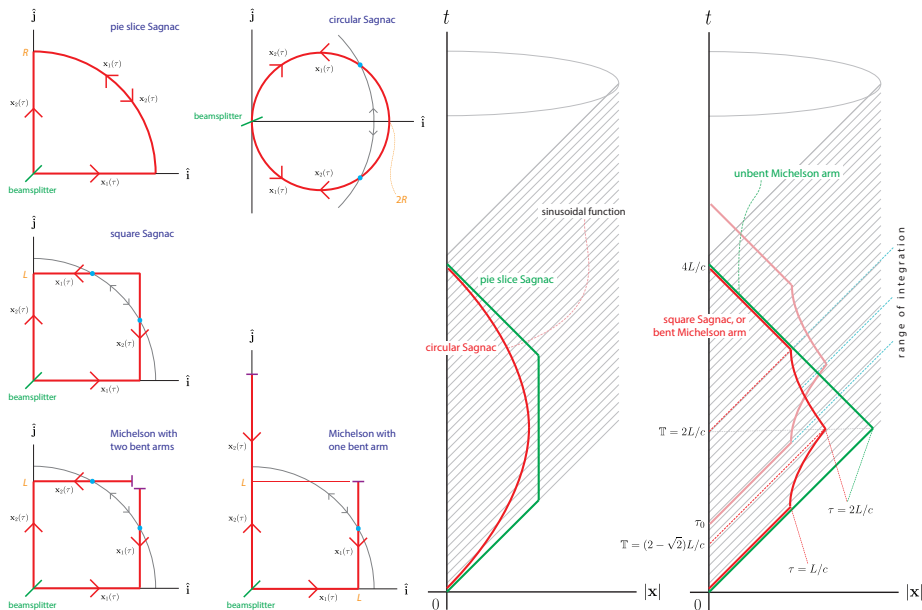 ĵ
pie slice Sagnac
R
x₁(τ)
x₂(τ)
x₂(τ)
x₁(τ)
î
beamsplitter
ĵ
circular Sagnac
x₂(τ)
x₁(τ)
beamsplitter
î
x₂(τ)
x₁(τ)
2R
ĵ
square Sagnac
L
x₁(τ)
x₂(τ)
x₂(τ)
x₁(τ)
î
beamsplitter
ĵ
Michelson with
two bent arms
L
x₂(τ)
x₂(τ)
x₁(τ)
x₁(τ)
î
beamsplitter
ĵ
Michelson with
one bent arm
x₂(τ)
L
x₂(τ)
x₁(τ)
x₁(τ)
L
î
beamsplitter
t
sinusoidal function
pie slice Sagnac
circular Sagnac
0
|x|
t
unbent Michelson arm
range of integration
4L/c
square Sagnac, or
bent Michelson arm
𝕋 = 2L/c
τ = 2L/c
τ₀
𝕋 = (2 − √2)L/c
τ = L/c
0
|x|